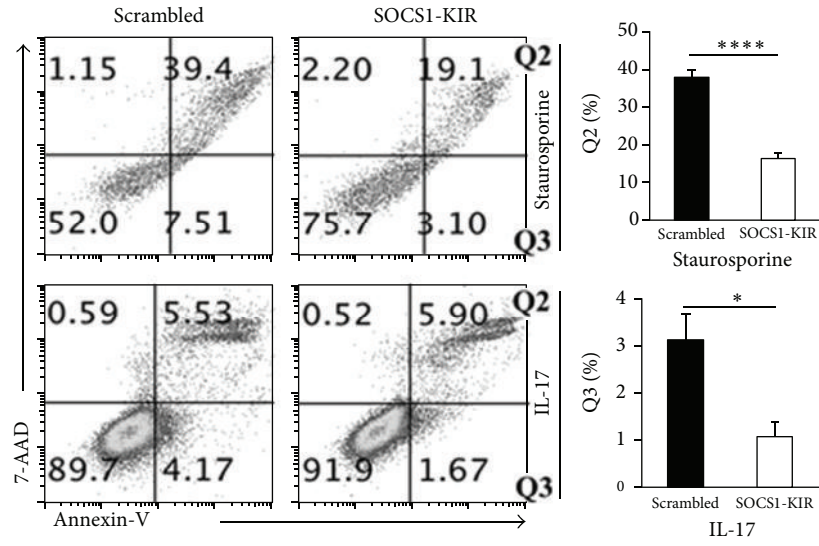 Scrambled
SOCS1-KIR
1.15
39.4
2.20
19.1
Q2
52.0
7.51
75.7
3.10
Q3
Staurosporine
0.59
5.53
0.52
5.90
Q2
89.7
4.17
91.9
1.67
Q3
IL-17
7-AAD
Annexin-V
50
40
30
20
10
0
Q2 (%)
****
Scrambled
SOCS1-KIR
Staurosporine
4
3
2
1
0
Q3 (%)
*
Scrambled
SOCS1-KIR
IL-17